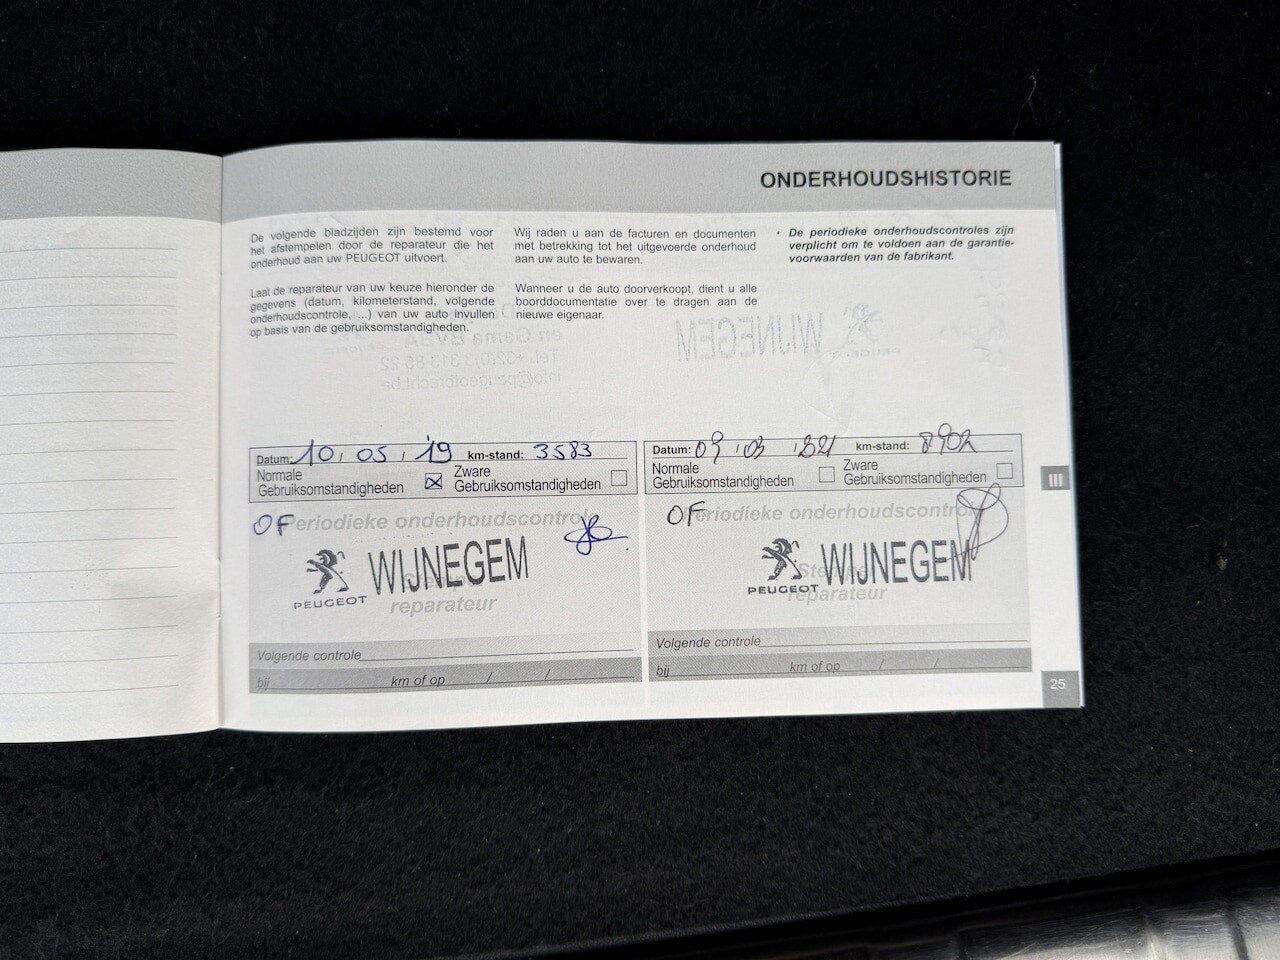 ONDERHOUDSHISTORIE
De volgende bladzijden zijn bestemd voor
het afstempelen door de reparateur die het
onderhoud aan uw PEUGEOT uitvoert.
Laat de reparateur van uw keuze hieronder de
gegevens (datum, kilometerstand, volgende
onderhoudscontrole, ...) van uw auto invullen
op basis van de gebruiksomstandigheden.
Wij raden u aan de facturen en documenten
met betrekking tot het uitgevoerde onderhoud
aan uw auto te bewaren.
Wanneer u de auto doorverkoopt, dient u alle
boorddocumentatie over te dragen aan de
nieuwe eigenaar.
• De periodieke onderhoudscontroles zijn
verplicht om te voldoen aan de garantie-
voorwaarden van de fabrikant.
Datum: 10 / 05 / '19 km-stand: 3583
Normale
Gebruiksomstandigheden
Zware
Gebruiksomstandigheden
OF Periodieke onderhoudscontrole
PEUGEOT WIJNEGEM
Stempel
reparateur
Volgende controle
bij km of op / /
Datum: 09 / 03 / km-stand: 8902
Normale
Gebruiksomstandigheden
Zware
Gebruiksomstandigheden
OF Periodieke onderhoudscontrole
PEUGEOT WIJNEGEM
Stempel
reparateur
Volgende controle
bij km of op / /
III
25